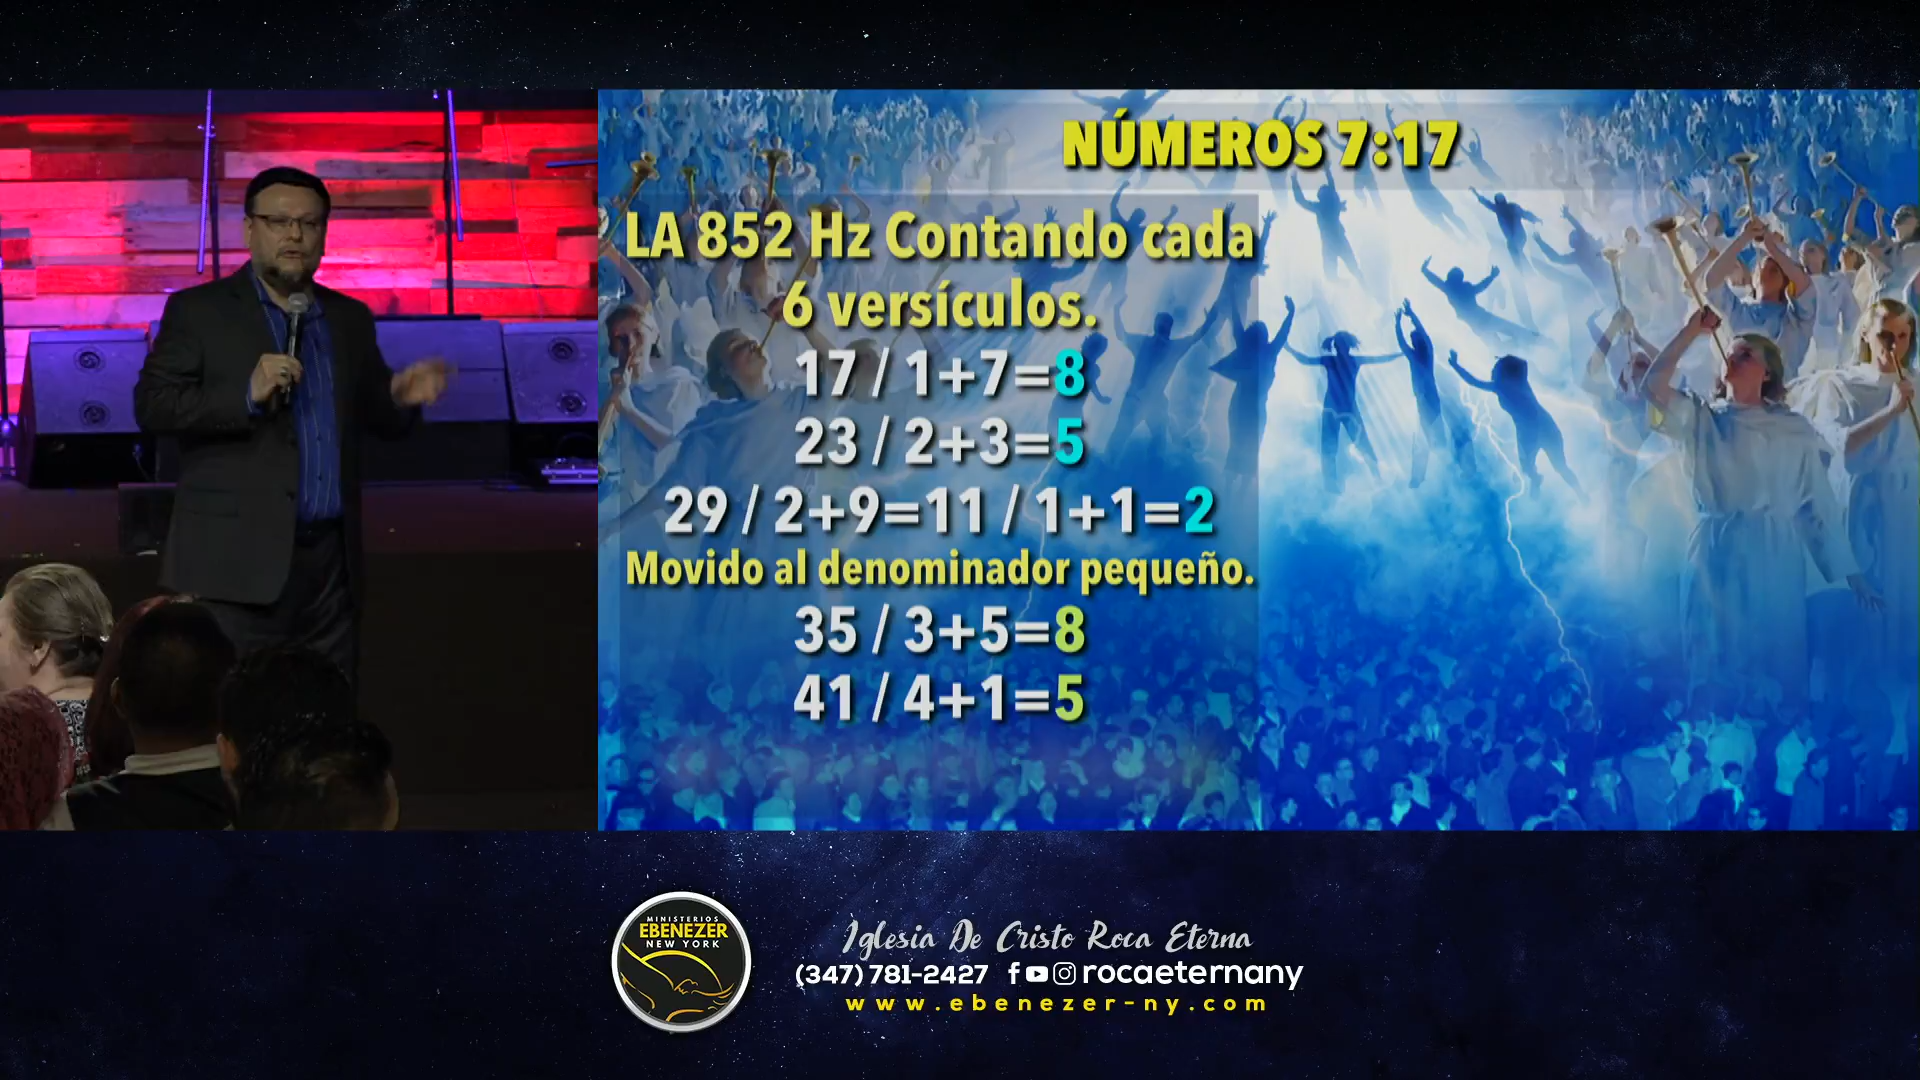 NÚMEROS 7:17
LA 852 Hz Contando cada
6 versículos.
17 / 1+7=8
23 / 2+3=5
29 / 2+9=11 / 1+1=2
Movido al denominador pequeño.
35 / 3+5=8
41 / 4+1=5
MINISTERIOS
EBENEZER
NEW YORK
Iglesia De Cristo Roca Eterna
(347) 781-2427 rocaeternany
www.ebenezer-ny.com